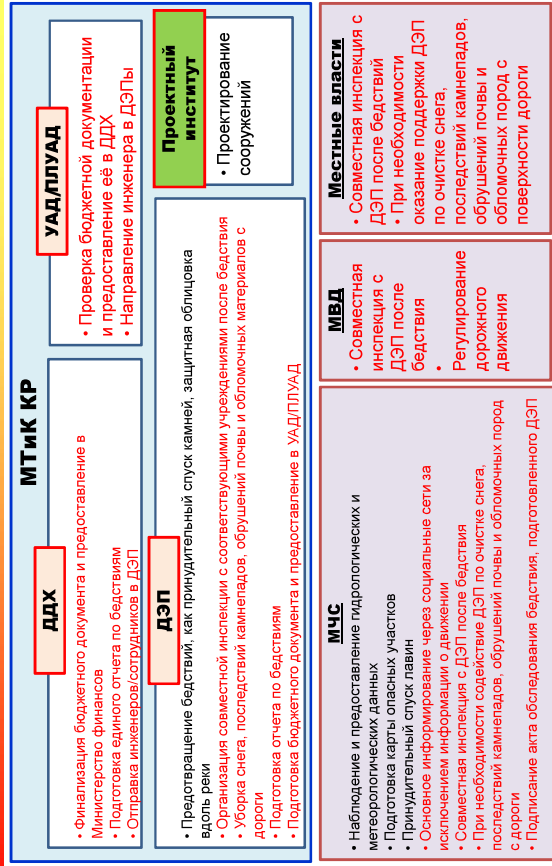 МТиК КР
ДДХ
• Финализация бюджетного документа и предоставление в
Министерство финансов
• Подготовка единого отчета по бедствиям
• Отправка инженеров/сотрудников в ДЭП
УАД/ПЛУАД
• Проверка бюджетной документации
и предоставление её в ДДХ
• Направление инженера в ДЭПы
ДЭП
• Предотвращение бедствий, как принудительный спуск камней, защитная облицовка
вдоль реки
• Организация совместной инспекции с соответствующими учреждениями после бедствия
• Уборка снега, последствий камнепадов, обрушений почвы и обломочных материалов с
дороги
• Подготовка отчета по бедствиям
• Подготовка бюджетного документа и предоставление в УАД/ПЛУАД
Проектный
институт
• Проектирование
сооружений
МЧС
• Наблюдение и предоставление гидрологических и
метеорологических данных
• Подготовка карты опасных участков
• Принудительный спуск лавин
• Основное информирование через социальные сети за
исключением информации о движении
• Совместная инспекция с ДЭП после бедствия
• При необходимости содействие ДЭП по очистке снега,
последствий камнепадов, обрушений почвы и обломочных пород
с дороги
• Подписание акта обследования бедствия, подготовленного ДЭП
МВД
• Совместная
инспекция с
ДЭП после
бедствия
•
Регулирование
дорожного
движения
Местные власти
• Совместная инспекция с
ДЭП после бедствий
• При необходимости
оказание поддержки ДЭП
по очистке снега,
последствий камнепадов,
обрушений почвы и
обломочных пород с
поверхности дороги